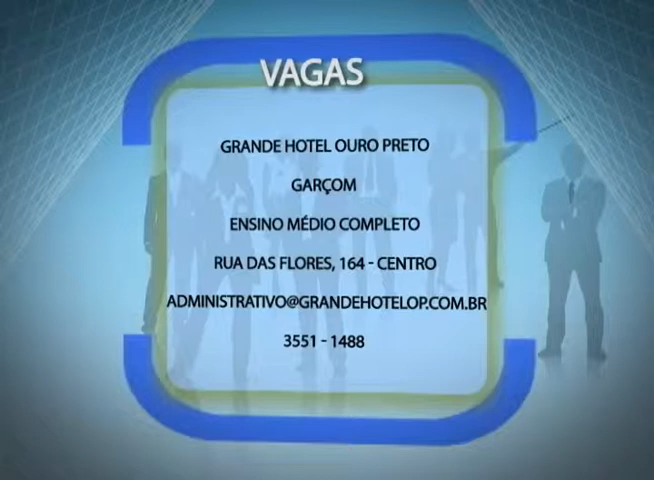 VAGAS
GRANDE HOTEL OURO PRETO
GARÇOM
ENSINO MÉDIO COMPLETO
RUA DAS FLORES, 164 - CENTRO
ADMINISTRATIVO@GRANDEHOTELOP.COM.BR
3551 - 1488